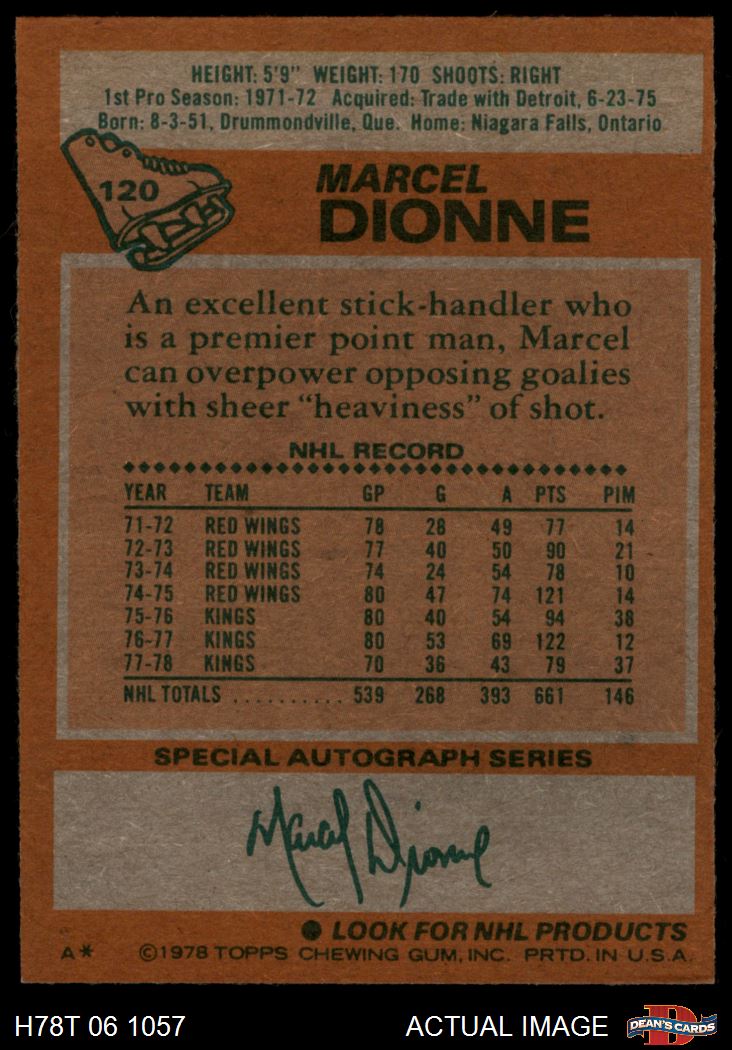 HEIGHT: 5'9" WEIGHT: 170 SHOOTS: RIGHT
1st Pro Season: 1971-72 Acquired: Trade with Detroit, 6-23-75
Born: 8-3-51, Drummondville, Que. Home: Niagara Falls, Ontario
120
MARCEL
DIONNE
An excellent stick-handler who
is a premier point man, Marcel
can overpower opposing goalies
with sheer "heaviness" of shot.
NHL RECORD
YEAR TEAM GP G A PTS PIM
71-72 RED WINGS 78 28 49 77 14
72-73 RED WINGS 77 40 50 90 21
73-74 RED WINGS 74 24 54 78 10
74-75 RED WINGS 80 47 74 121 14
75-76 KINGS 80 40 54 94 38
76-77 KINGS 80 53 69 122 12
77-78 KINGS 70 36 43 79 37
NHL TOTALS .......... 539 268 393 661 146
SPECIAL AUTOGRAPH SERIES
Marcel Dionne
● LOOK FOR NHL PRODUCTS
A* ©1978 TOPPS CHEWING GUM, INC. PRTD. IN U.S.A.
H78T 06 1057 ACTUAL IMAGE DEAN'S CARDS